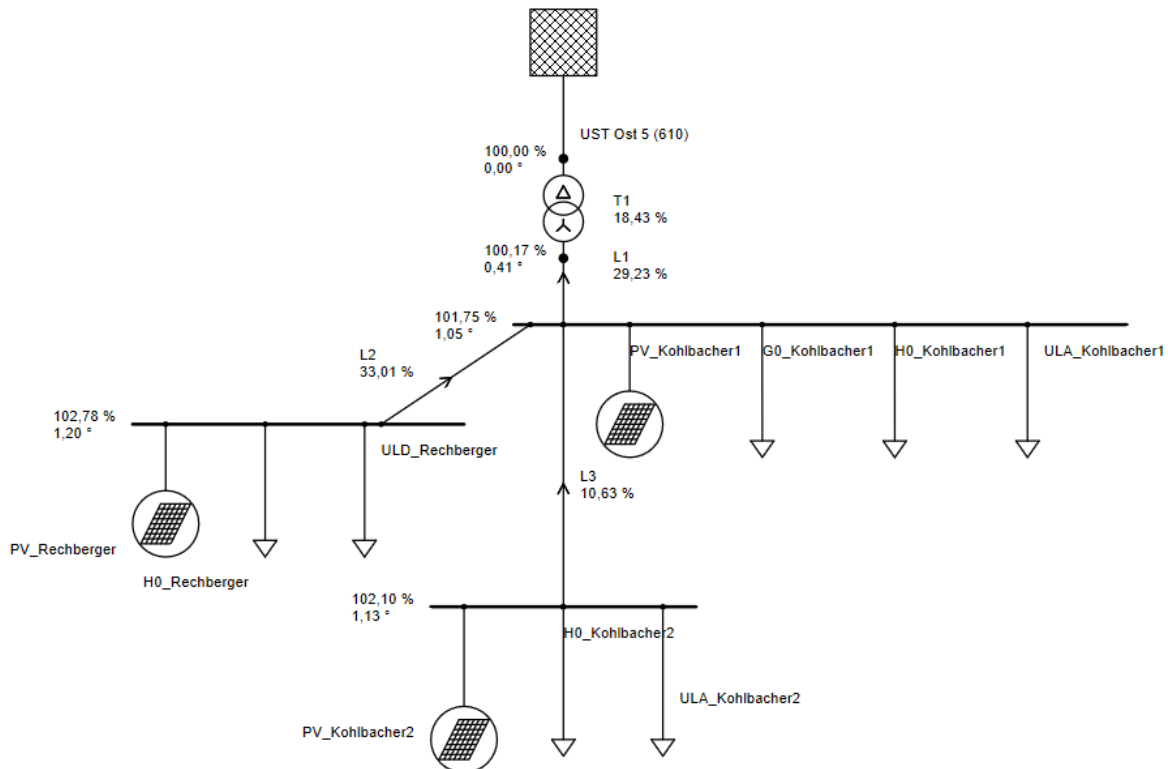 UST Ost 5 (610)
100,00 %
0,00 °
T1
18,43 %
100,17 %
0,41 °
L1
29,23 %
101,75 %
1,05 °
PV_Kohlbacher1
G0_Kohlbacher1
H0_Kohlbacher1
ULA_Kohlbacher1
L2
33,01 %
102,78 %
1,20 °
ULD_Rechberger
L3
10,63 %
PV_Rechberger
H0_Rechberger
102,10 %
1,13 °
H0_Kohlbacher2
ULA_Kohlbacher2
PV_Kohlbacher2